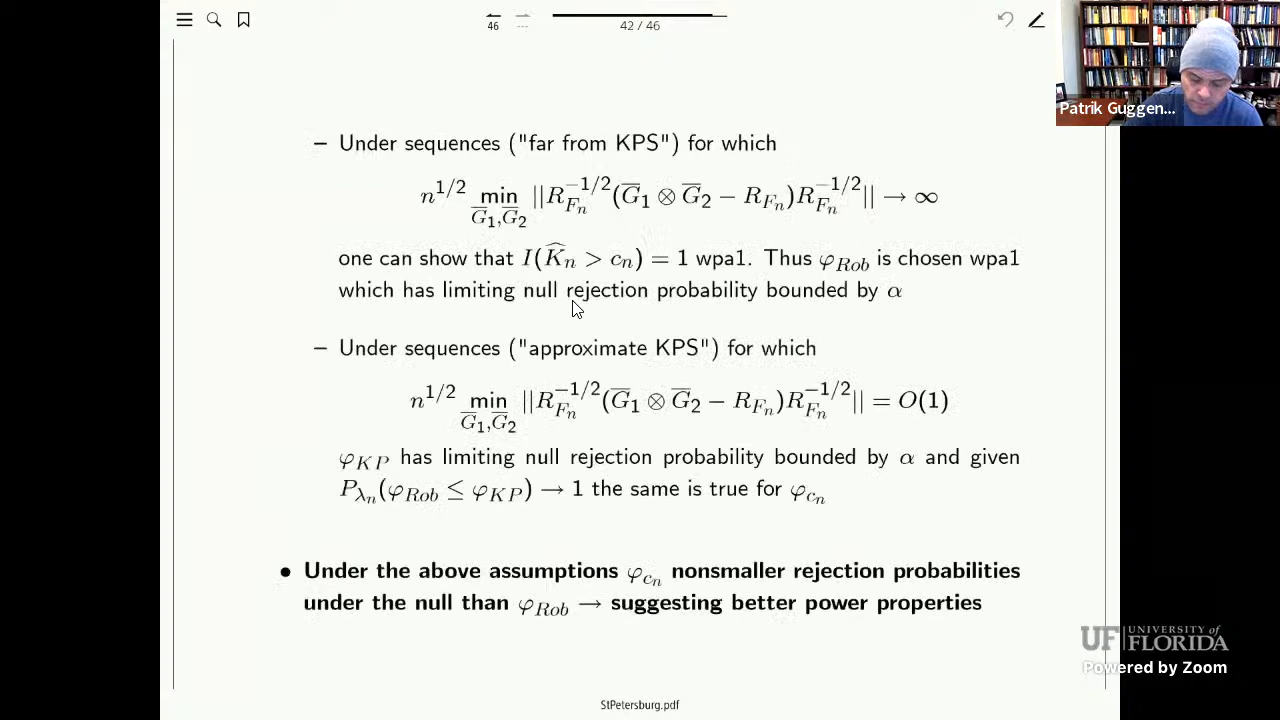 46
42 / 46
Patrik Guggen...
– Under sequences ("far from KPS") for which
n^{1/2} min_{\overline{G}_1,\overline{G}_2} ||R_{F_n}^{-1/2}(\overline{G}_1 ⊗ \overline{G}_2 − R_{F_n})R_{F_n}^{-1/2}|| → ∞
one can show that I(\widehat{K}_n > c_n) = 1 wpa1. Thus φ_{Rob} is chosen wpa1
which has limiting null rejection probability bounded by α
– Under sequences ("approximate KPS") for which
n^{1/2} min_{\overline{G}_1,\overline{G}_2} ||R_{F_n}^{-1/2}(\overline{G}_1 ⊗ \overline{G}_2 − R_{F_n})R_{F_n}^{-1/2}|| = O(1)
φ_{KP} has limiting null rejection probability bounded by α and given
P_{λ_n}(φ_{Rob} ≤ φ_{KP}) → 1 the same is true for φ_{c_n}
• Under the above assumptions φ_{c_n} nonsmaller rejection probabilities
under the null than φ_{Rob} → suggesting better power properties
UF UNIVERSITY of
FLORIDA
Powered by Zoom
StPetersburg.pdf